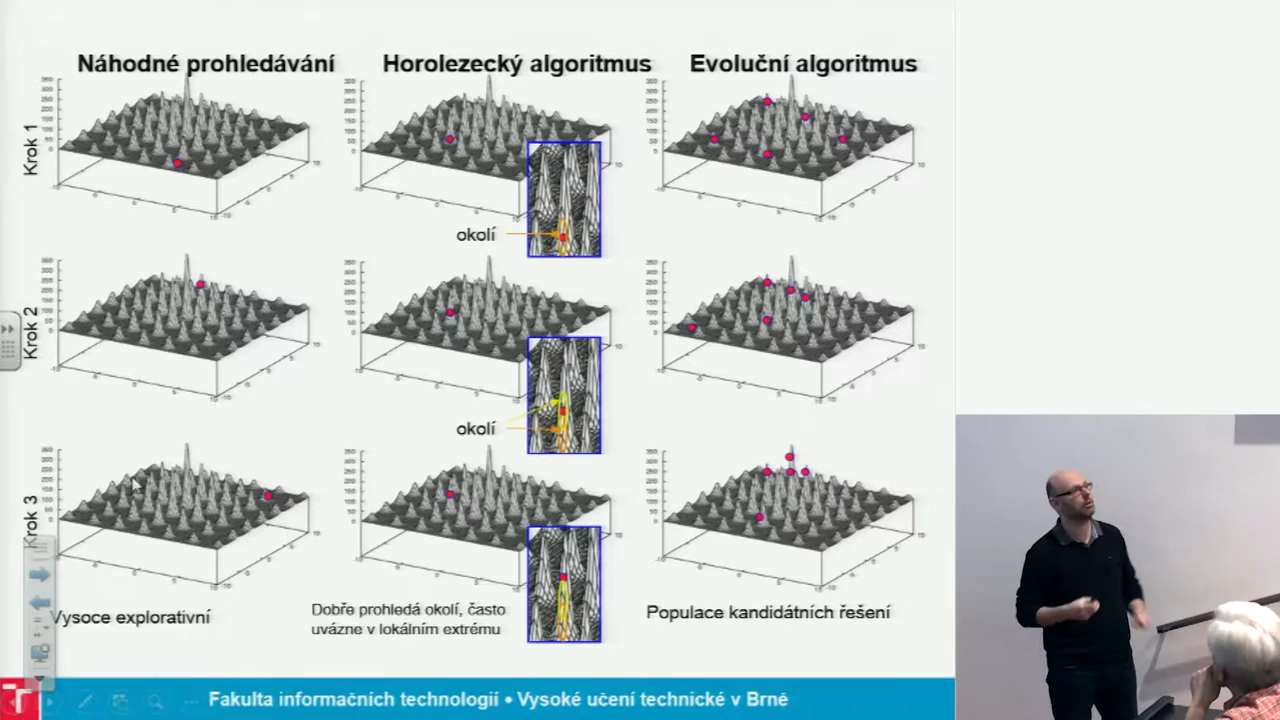 Náhodné prohledávání
Horolezecký algoritmus
Evoluční algoritmus
Krok 1
okolí
Krok 2
okolí
Krok 3
Vysoce explorativní
Dobře prohledá okolí, často
uvázne v lokálním extrému
Populace kandidátních řešení
Fakulta informačních technologií • Vysoké učení technické v Brně